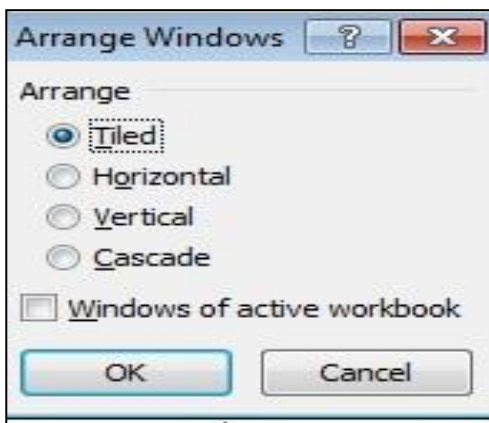 Arrange Windows ?
Arrange
Tiled
Horizontal
Vertical
Cascade
Windows of active workbook
OK Cancel